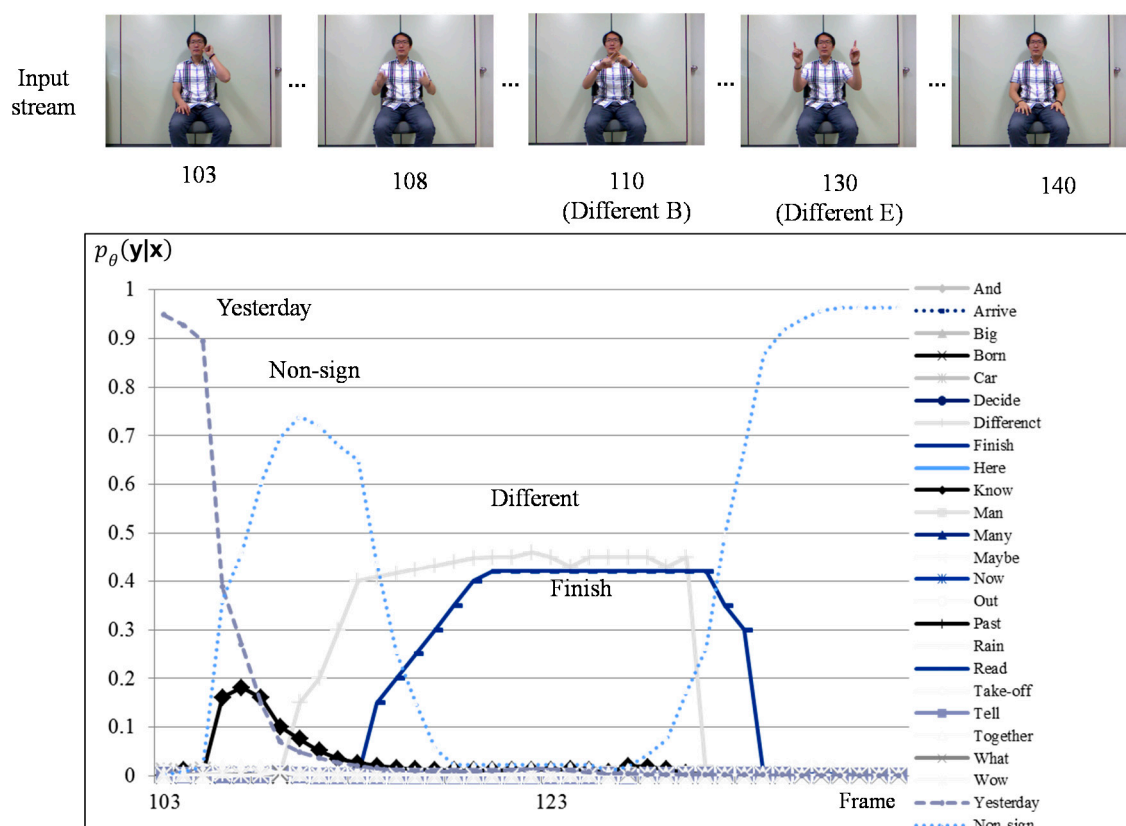 Input
stream
...
...
...
...
103
108
110
(Different B)
130
(Different E)
140
pθ(y|x)
1
0.9
0.8
0.7
0.6
0.5
0.4
0.3
0.2
0.1
0
Yesterday
Non-sign
Different
Finish
103
123
Frame
And
Arrive
Big
Born
Car
Decide
Differenct
Finish
Here
Know
Man
Many
Maybe
Now
Out
Past
Rain
Read
Take-off
Tell
Together
What
Wow
Yesterday
Non-sign